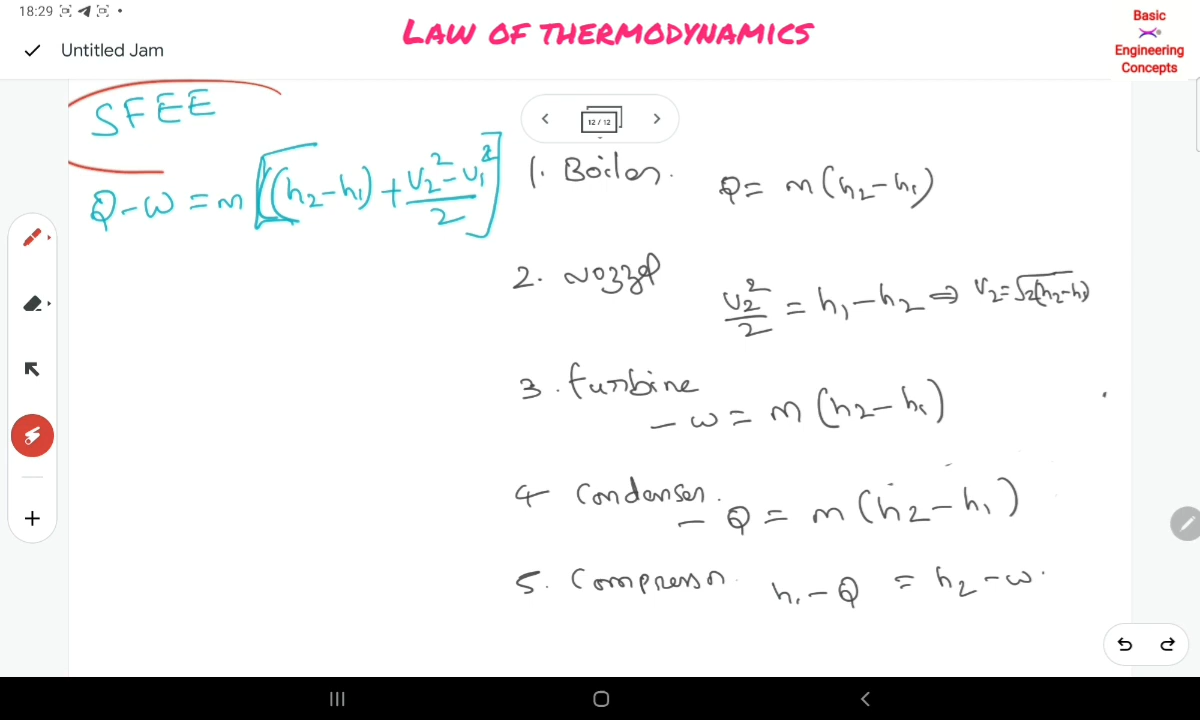 18:29
LAW OF THERMODYNAMICS
Basic
Engineering
Concepts
Untitled Jam
12 / 12
SFEE
Q-w = m[(h2-h1) + (v2²-v1²)/2]
1. Boiler.
Q = m(h2-h1)
2. Nozzel
v2²/2 = h1-h2 ⇒ V2=√2(h2-h1)
3. turbine
-w = m(h2-h1)
4 Condenser.
- Q = m(h2-h1)
5. Compressor.
h1-Q = h2-w.